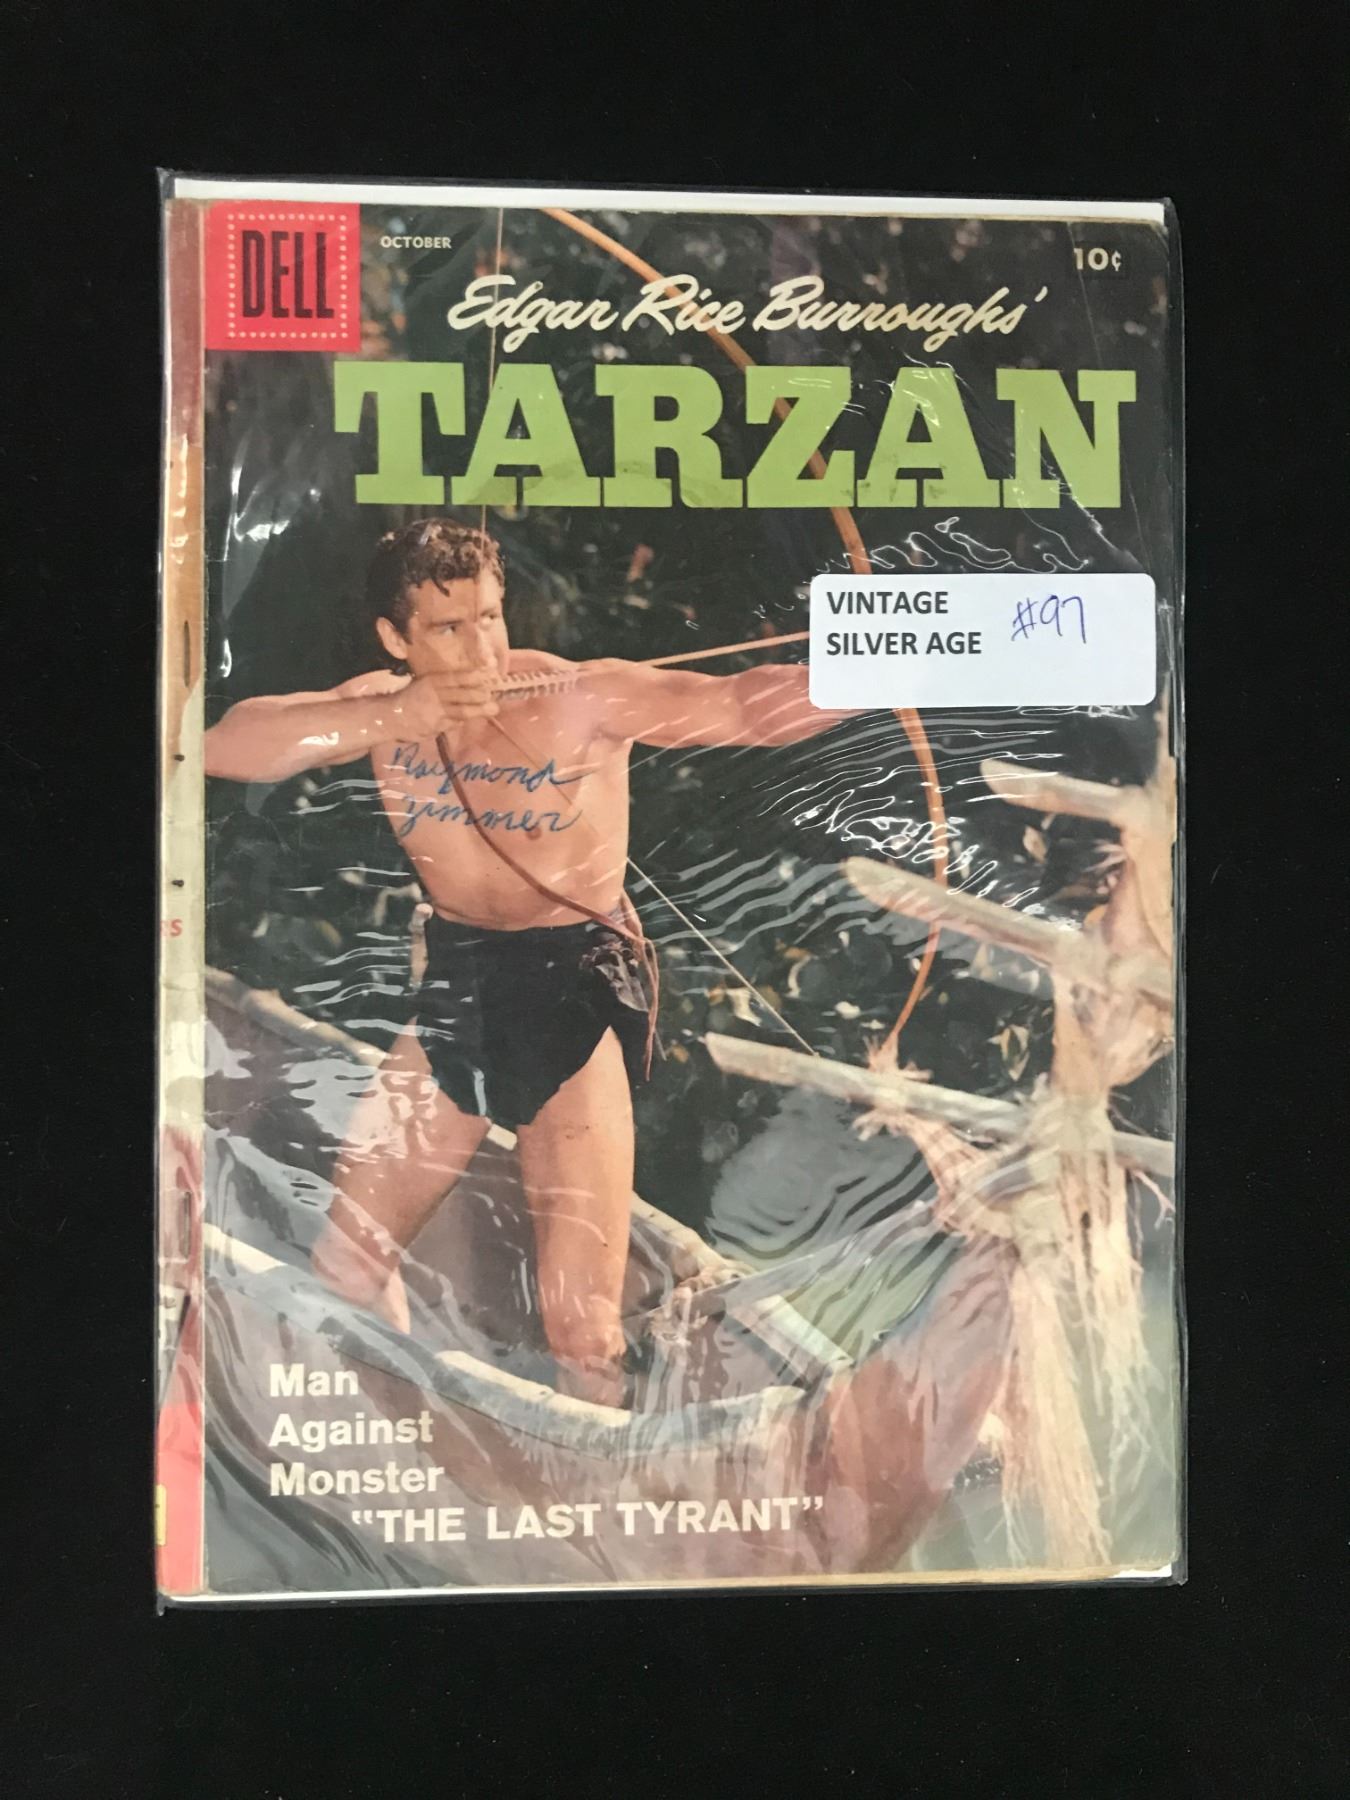 DELL
OCTOBER
10¢
Edgar Rice Burroughs'
TARZAN
VINTAGE
SILVER AGE
#97
Raymond
Zimmer
SS
Man
Against
Monster
"THE LAST TYRANT"